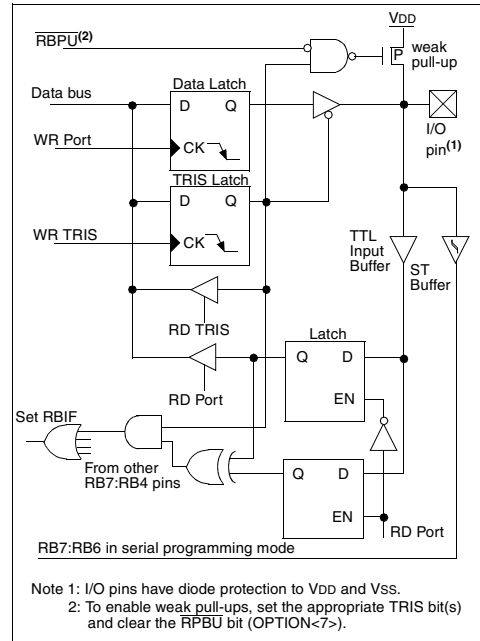 RBPU(2)
VDD
P
weak
pull-up
Data bus
Data Latch
D Q
WR Port
CK
I/O
pin(1)
TRIS Latch
D Q
WR TRIS
CK
TTL
Input
Buffer
ST
Buffer
RD TRIS
Latch
Q D
RD Port
EN
Set RBIF
From other
RB7:RB4 pins
Q D
EN
RD Port
RB7:RB6 in serial programming mode
Note 1: I/O pins have diode protection to VDD and VSS.
2: To enable weak pull-ups, set the appropriate TRIS bit(s)
and clear the RPBU bit (OPTION<7>).